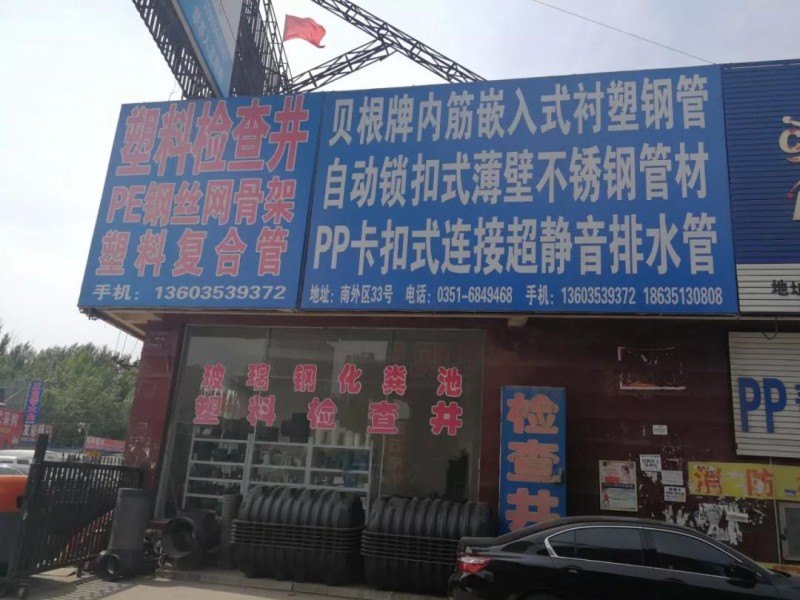 塑料检查井
PE钢丝网骨架
塑料复合管
手机：13603539372
贝根牌内筋嵌入式衬塑钢管
自动锁扣式薄壁不锈钢管材
PP卡扣式连接超静音排水管
地址：南外区33号 电话：0351-6849468 手机：13603539372 18635130808
玻璃钢化粪池
塑料检查井
检查井
地址
PP
消防